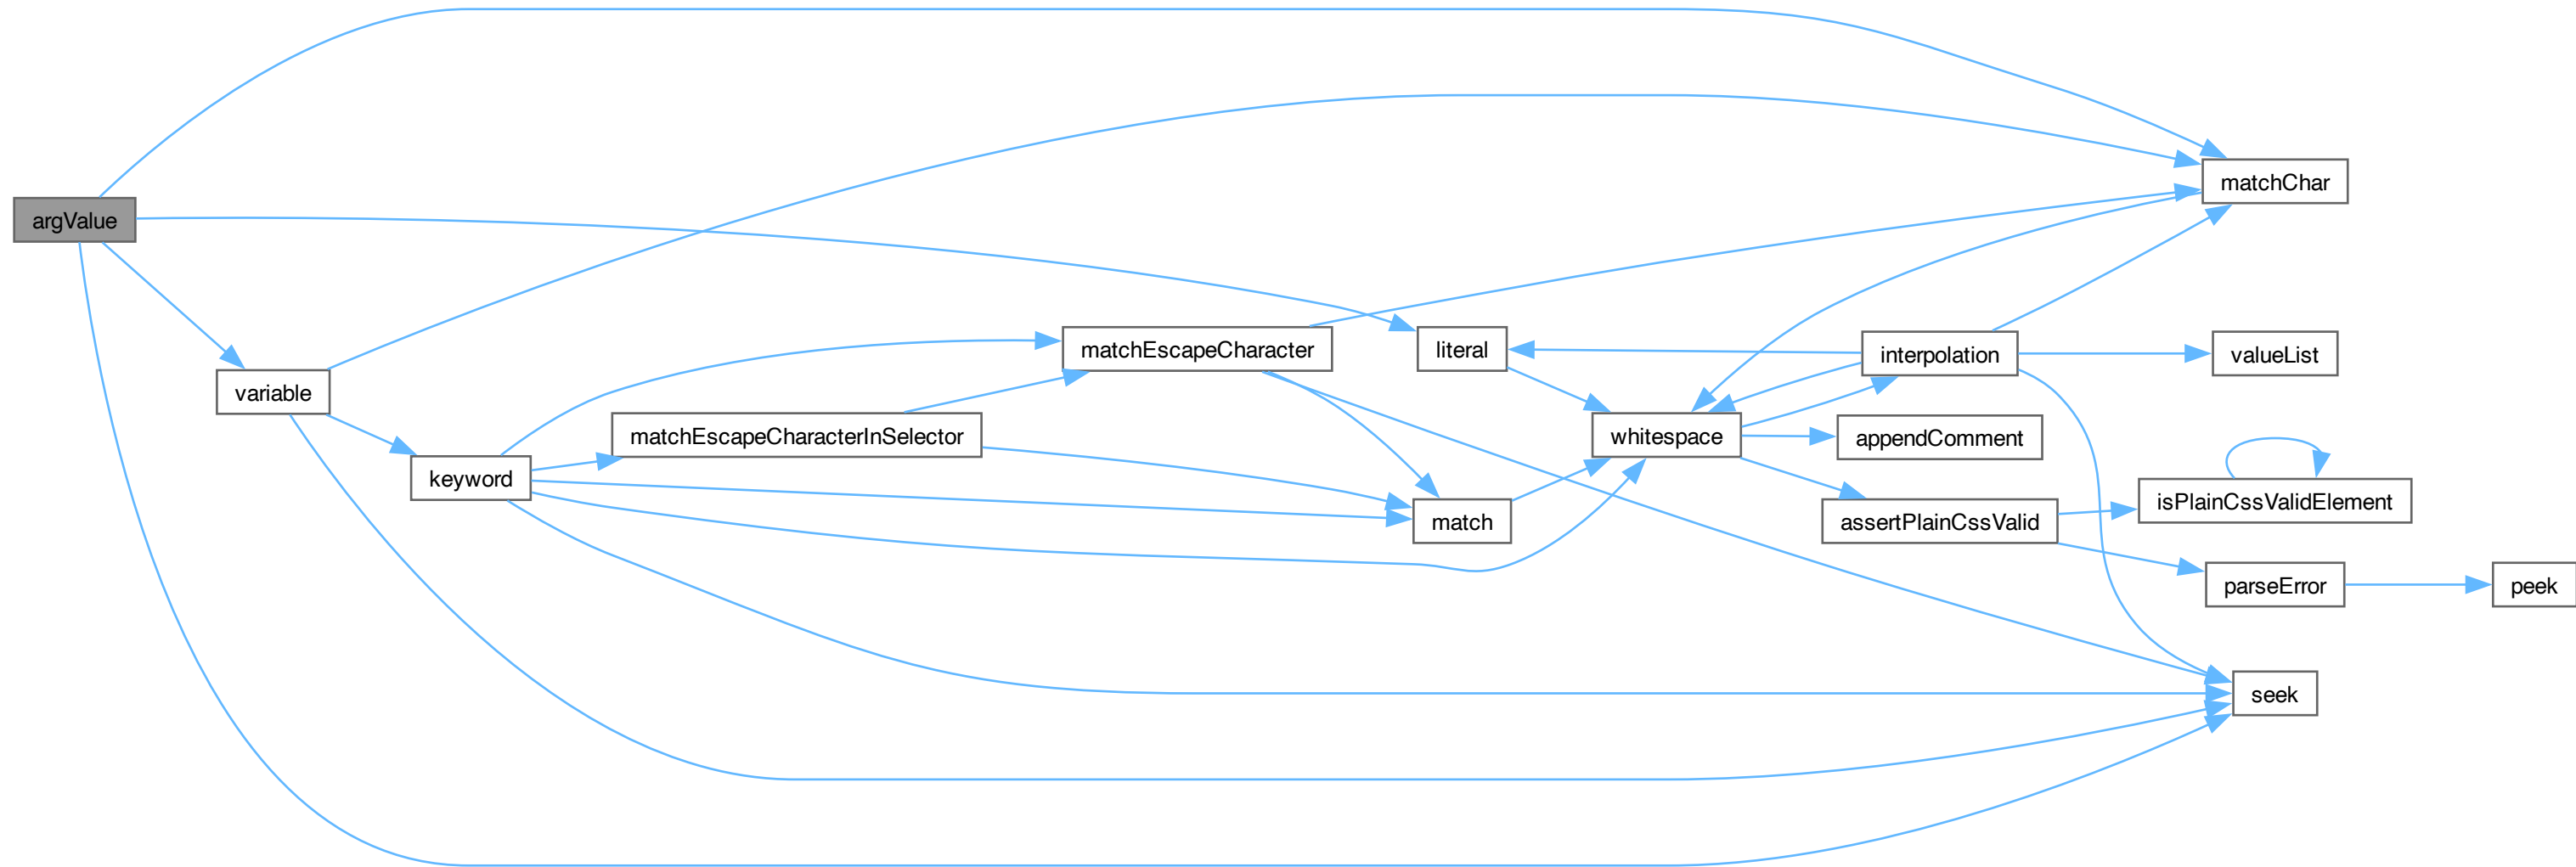 argValue
variable
keyword
matchEscapeCharacterInSelector
matchEscapeCharacter
literal
match
whitespace
interpolation
appendComment
assertPlainCssValid
matchChar
valueList
isPlainCssValidElement
parseError
peek
seek